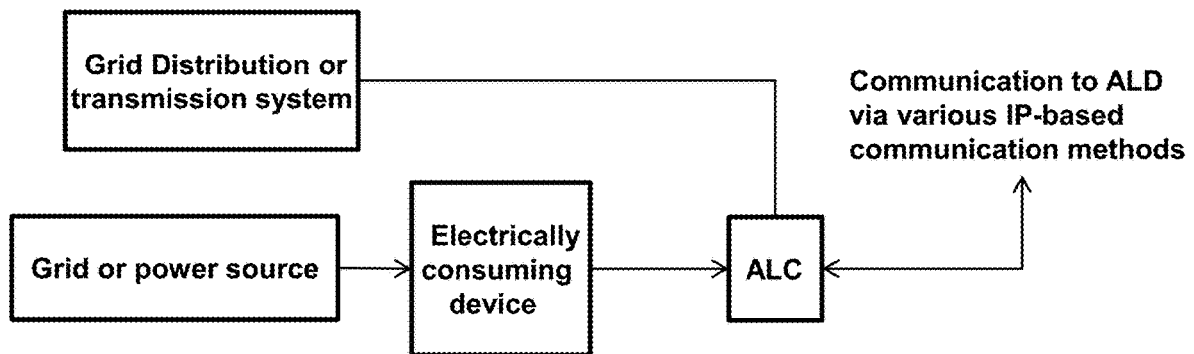 Grid Distribution or
transmission system
Communication to ALD
via various IP-based
communication methods
Grid or power source
Electrically
consuming
device
ALC